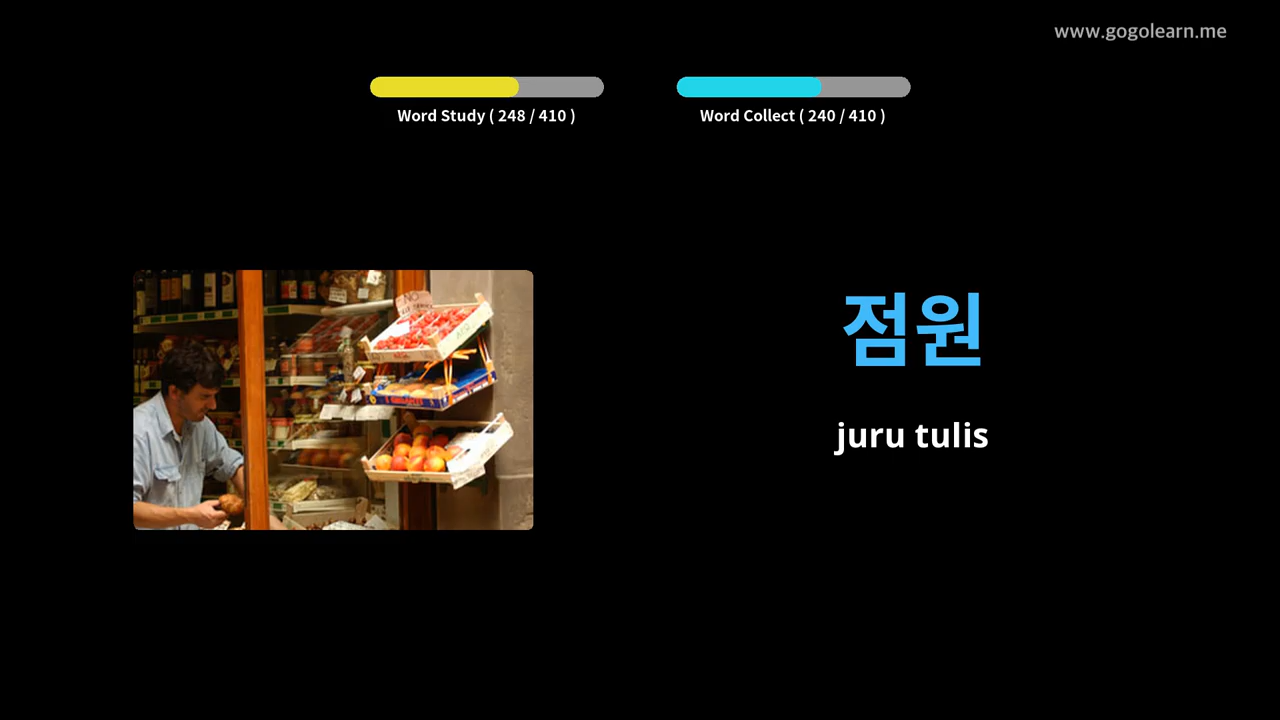 www.gogolearn.me
Word Study ( 248 / 410 )
Word Collect ( 240 / 410 )
점원
juru tulis